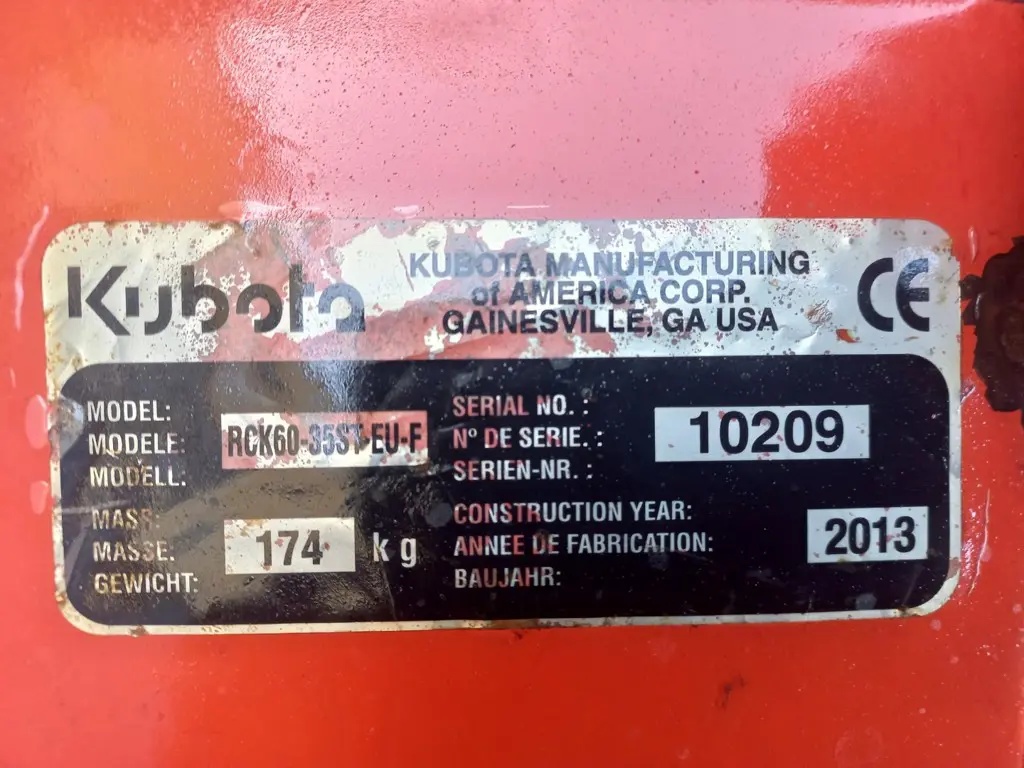 Kubota
KUBOTA MANUFACTURING
of AMERICA CORP.
GAINESVILLE, GA USA
CE
MODEL:
MODELE:
MODELL:
RCK60-35ST-EU-F
SERIAL NO. :
Nº DE SERIE. :
SERIEN-NR. :
10209
MASS:
MASSE.
GEWICHT:
174 kg
CONSTRUCTION YEAR:
ANNEE DE FABRICATION:
BAUJAHR:
2013